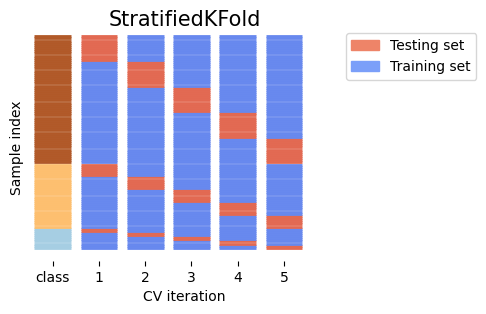 StratifiedKFold
Testing set
Training set
Sample index
class 1 2 3 4 5
CV iteration